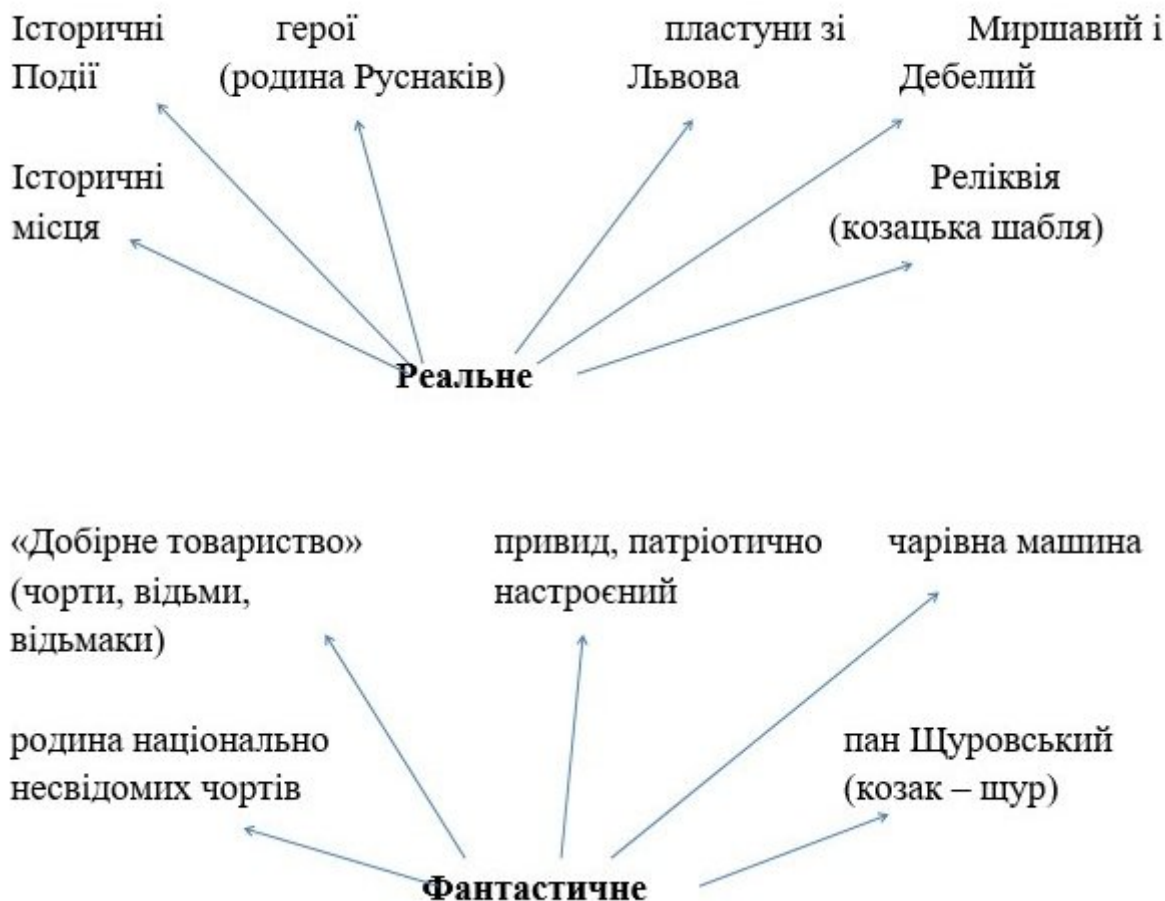 Історичні герої пластуни зі Миршавий і
Події (родина Руснаків) Львова Дебелий
Історичні Реліквія
місця (козацька шабля)
Реальне
«Добірне товариство» привид, патріотично чарівна машина
(чорти, відьми, настроєний
відьмаки)
родина національно пан Щуровський
несвідомих чортів (козак – щур)
Фантастичне